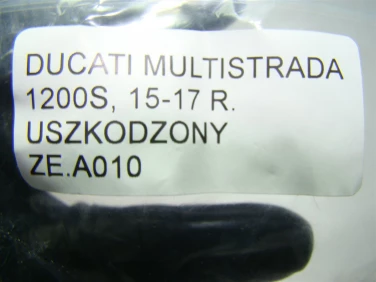 DUCATI MULTISTRADA
1200S, 15-17 R.
USZKODZONY
ZE.A010